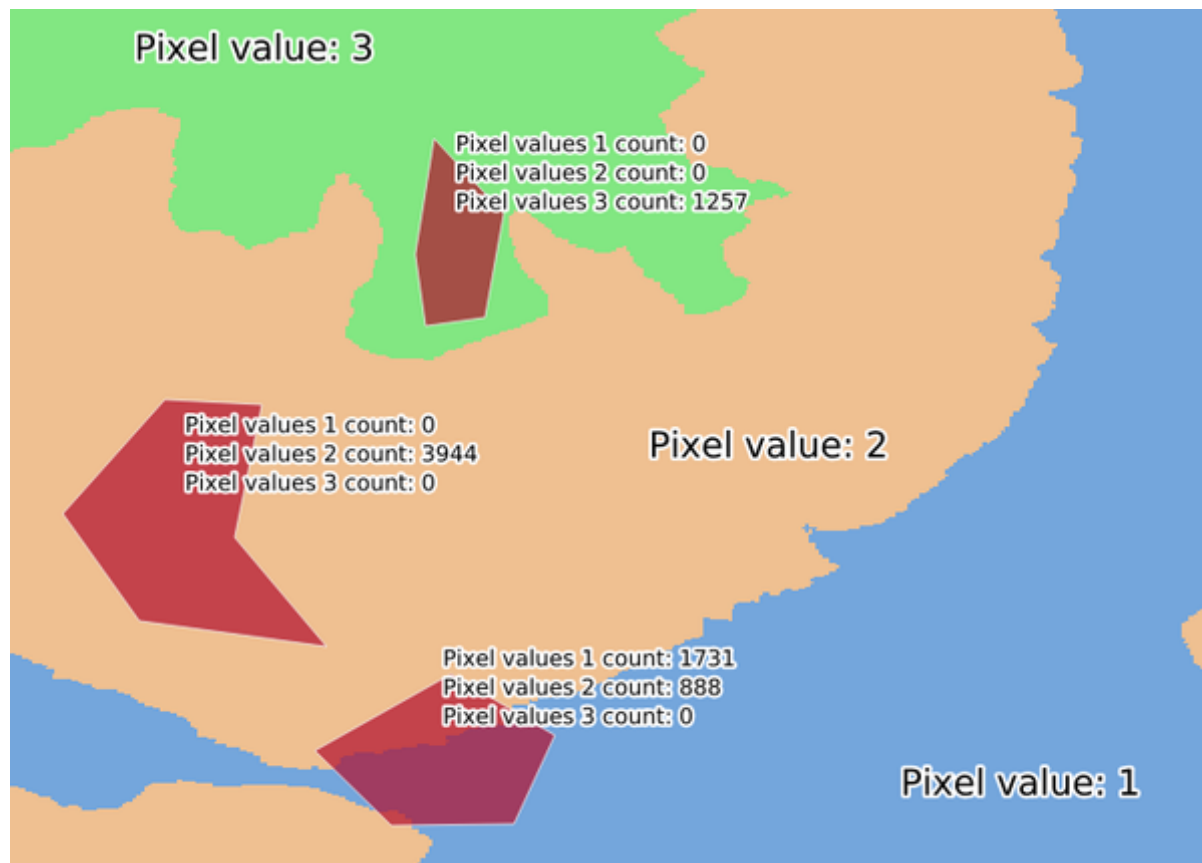 Pixel value: 3
Pixel values 1 count: 0
Pixel values 2 count: 0
Pixel values 3 count: 1257
Pixel values 1 count: 0
Pixel values 2 count: 3944
Pixel values 3 count: 0
Pixel value: 2
Pixel values 1 count: 1731
Pixel values 2 count: 888
Pixel values 3 count: 0
Pixel value: 1